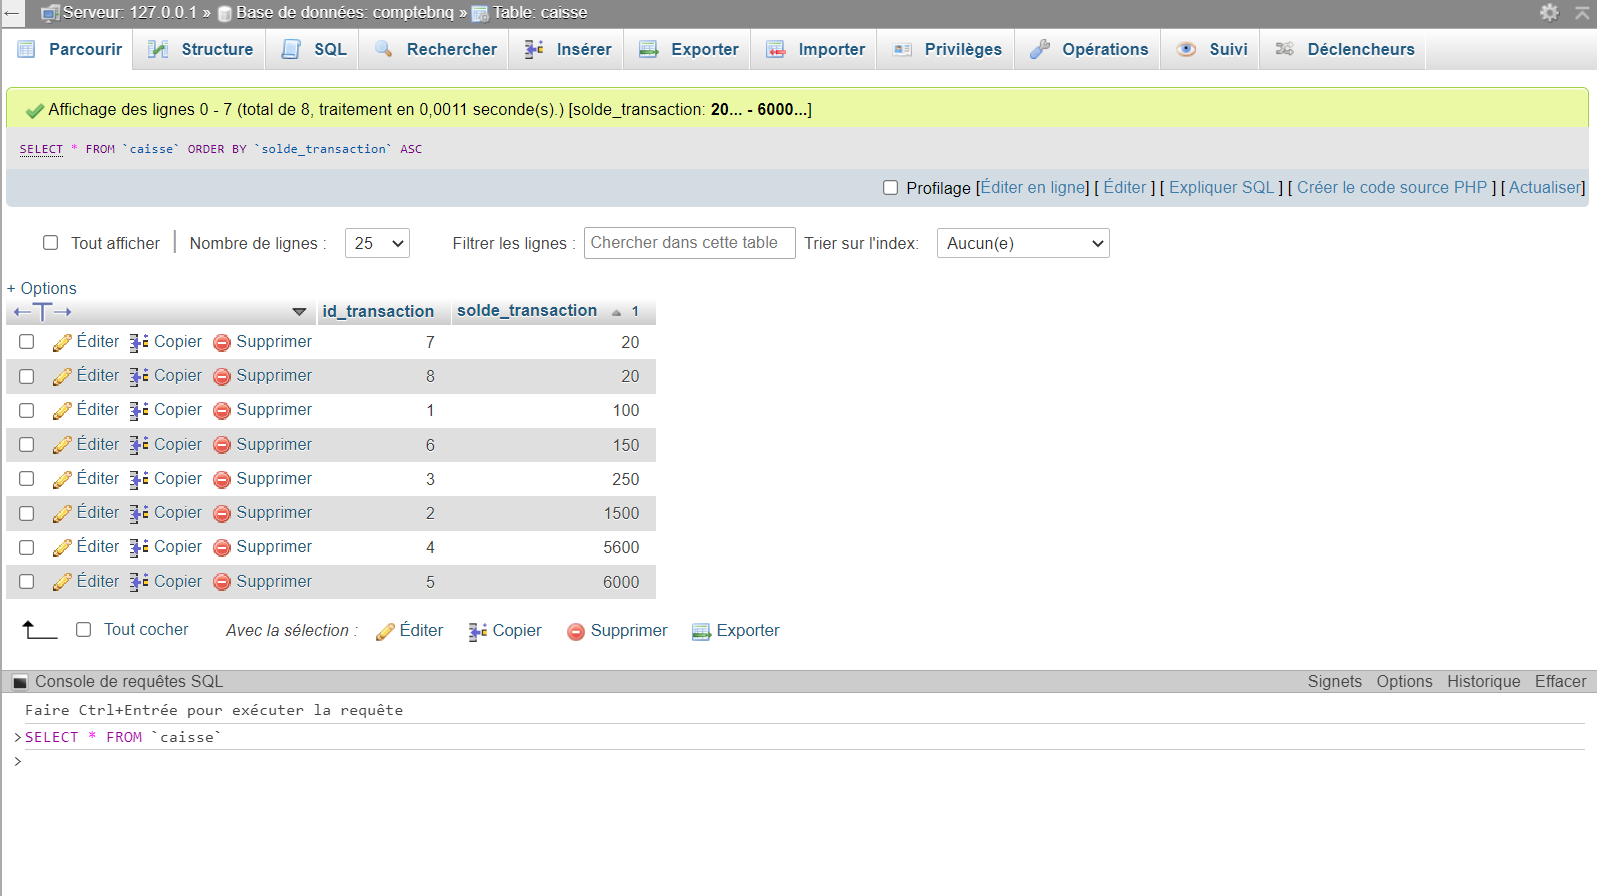 ← Serveur: 127.0.0.1 » Base de données: comptebnq » Table: caisse
Parcourir Structure SQL Rechercher Insérer Exporter Importer Privilèges Opérations Suivi Déclencheurs
Affichage des lignes 0 - 7 (total de 8, traitement en 0,0011 seconde(s).) [solde_transaction: 20... - 6000...]
SELECT * FROM `caisse` ORDER BY `solde_transaction` ASC
Profilage [Éditer en ligne] [ Éditer ] [ Expliquer SQL ] [ Créer le code source PHP ] [ Actualiser]
Tout afficher | Nombre de lignes : 25 Filtrer les lignes : Chercher dans cette table Trier sur l'index: Aucun(e)
+ Options
←T→ id_transaction solde_transaction 1
Éditer Copier Supprimer 7 20
Éditer Copier Supprimer 8 20
Éditer Copier Supprimer 1 100
Éditer Copier Supprimer 6 150
Éditer Copier Supprimer 3 250
Éditer Copier Supprimer 2 1500
Éditer Copier Supprimer 4 5600
Éditer Copier Supprimer 5 6000
Tout cocher Avec la sélection : Éditer Copier Supprimer Exporter
Console de requêtes SQL Signets Options Historique Effacer
Faire Ctrl+Entrée pour exécuter la requête
>SELECT * FROM `caisse`
>